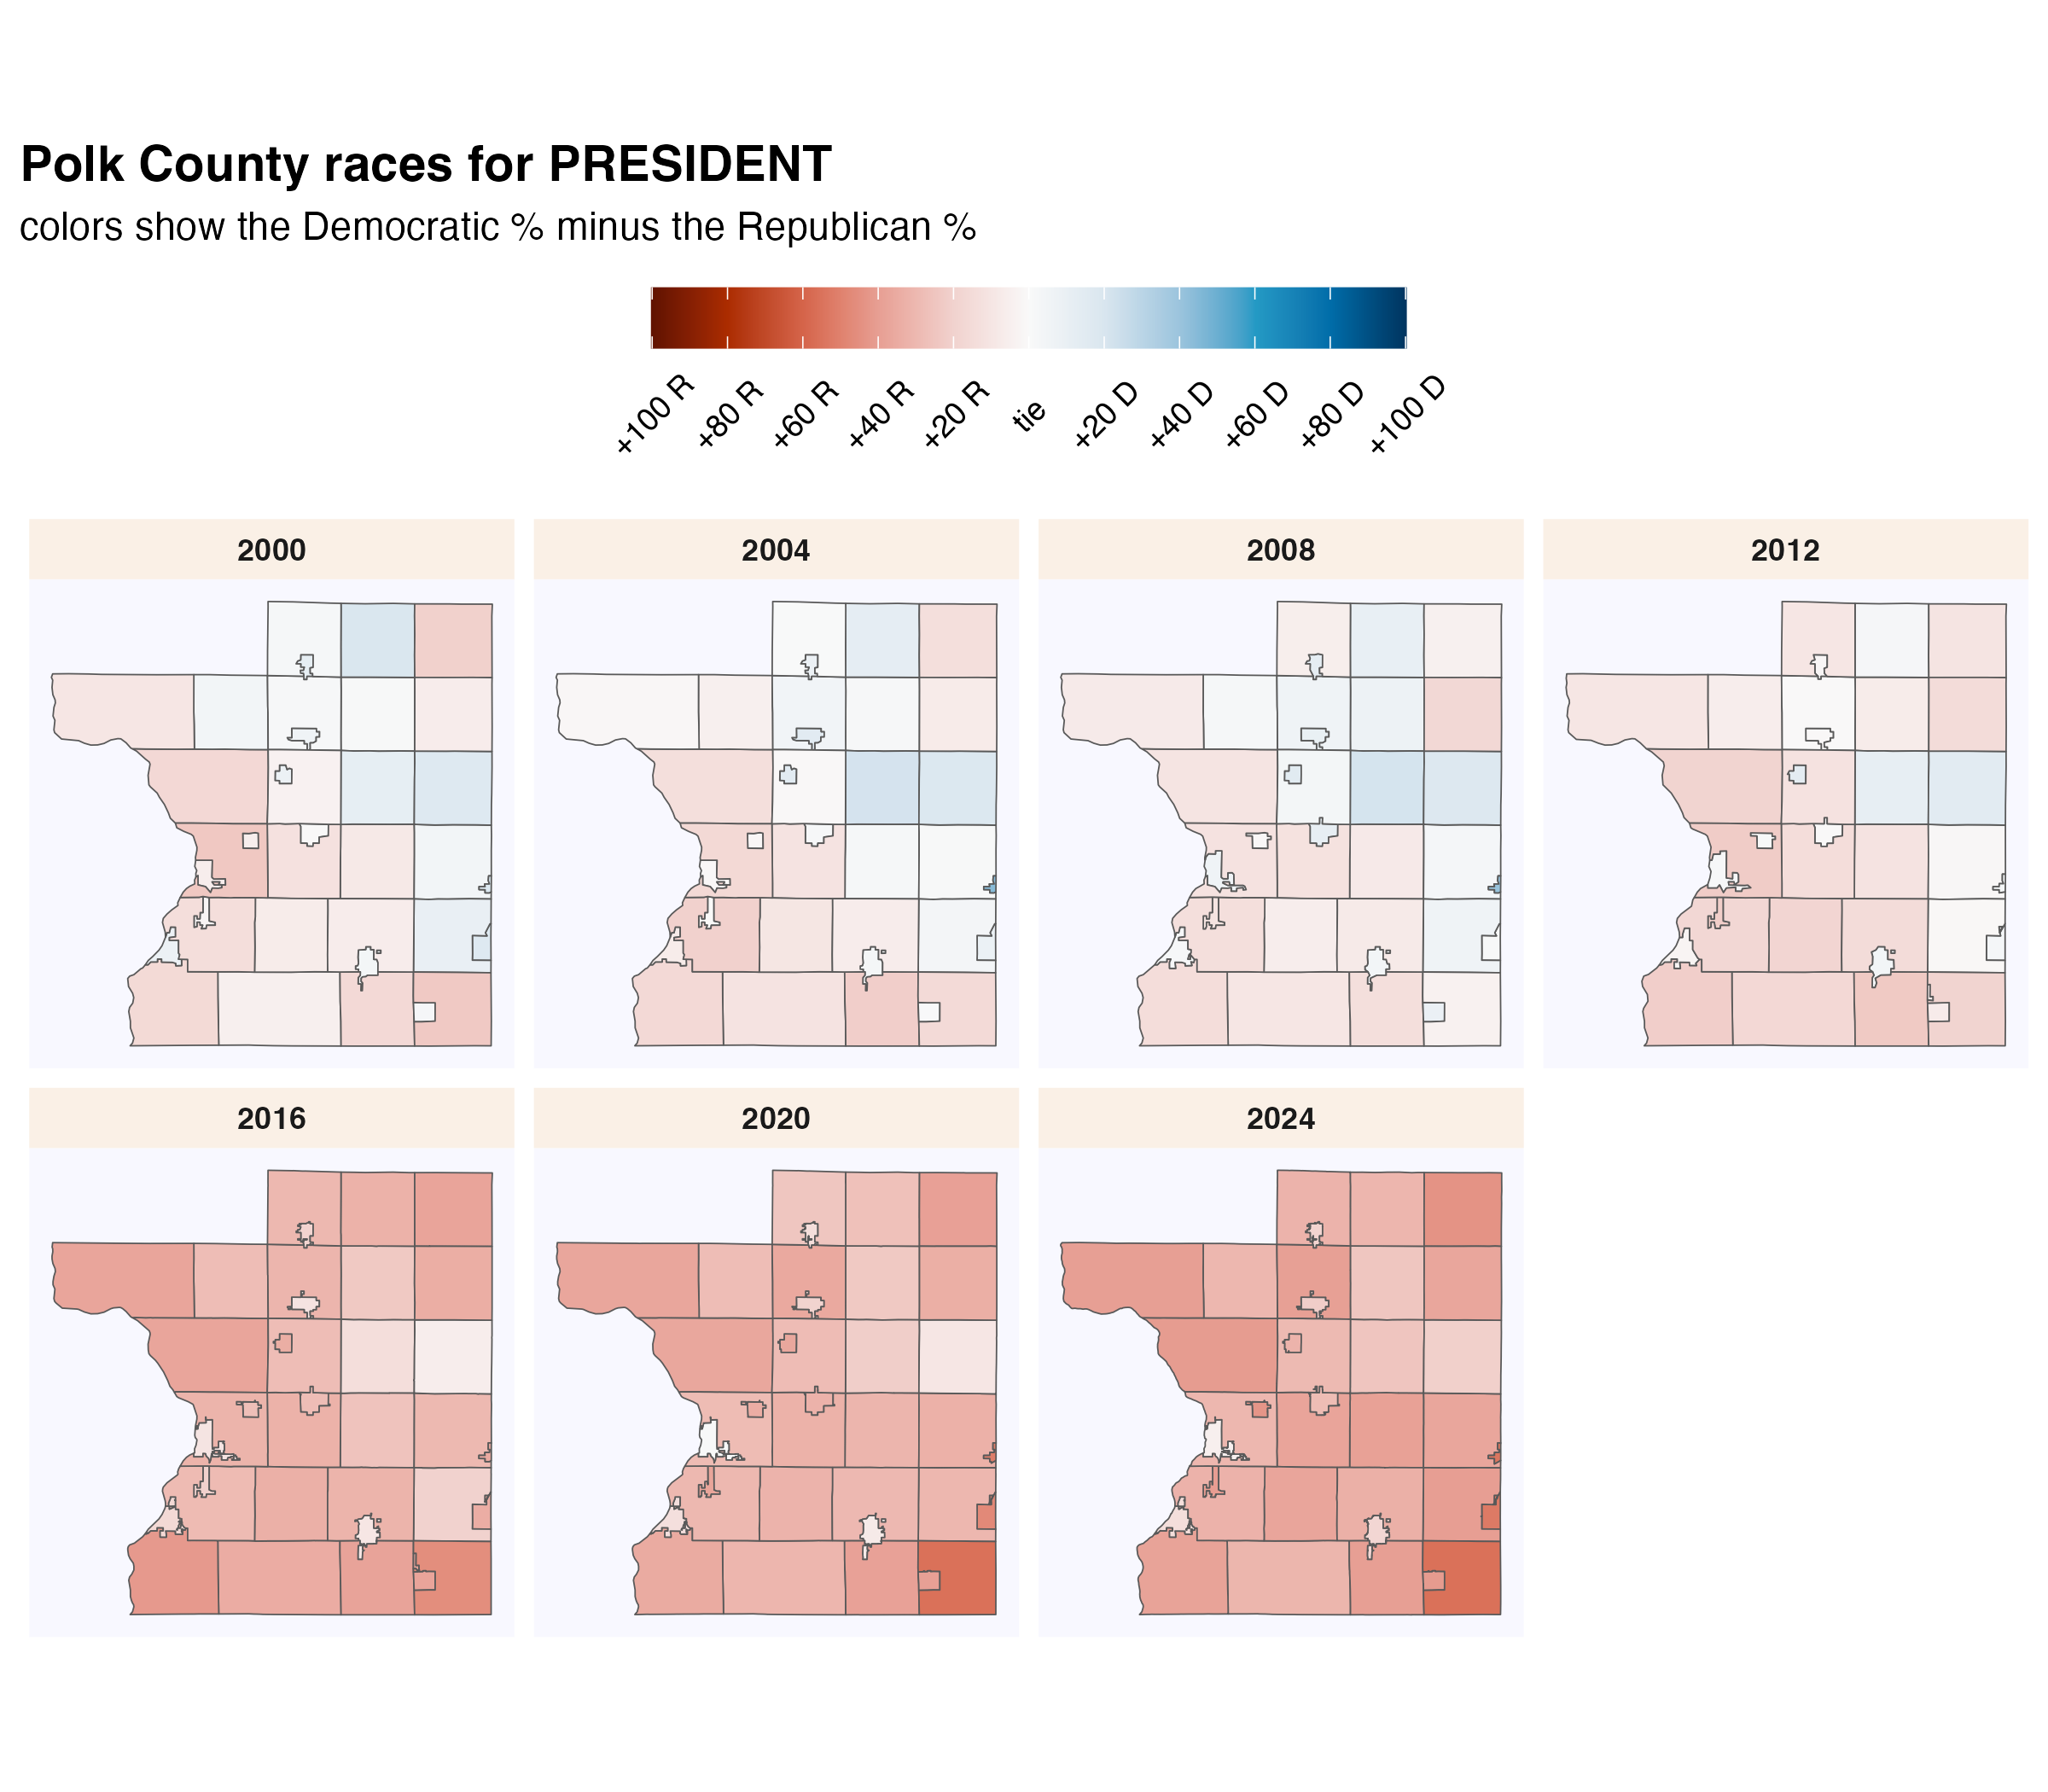 Polk County races for PRESIDENT
colors show the Democratic % minus the Republican %
+100 R
+80 R
+60 R
+40 R
+20 R
tie
+20 D
+40 D
+60 D
+80 D
+100 D
2000
2004
2008
2012
2016
2020
2024